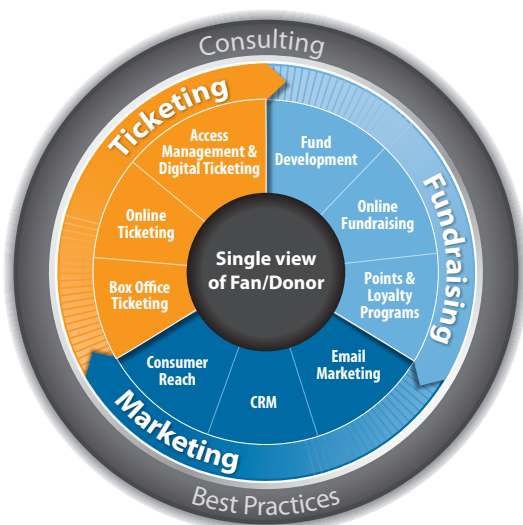 Consulting
Ticketing
Access
Management &
Digital Ticketing
Online
Ticketing
Box Office
Ticketing
Fundraising
Fund
Development
Online
Fundraising
Points &
Loyalty
Programs
Single view
of Fan/Donor
Marketing
Consumer
Reach
CRM
Email
Marketing
Best Practices